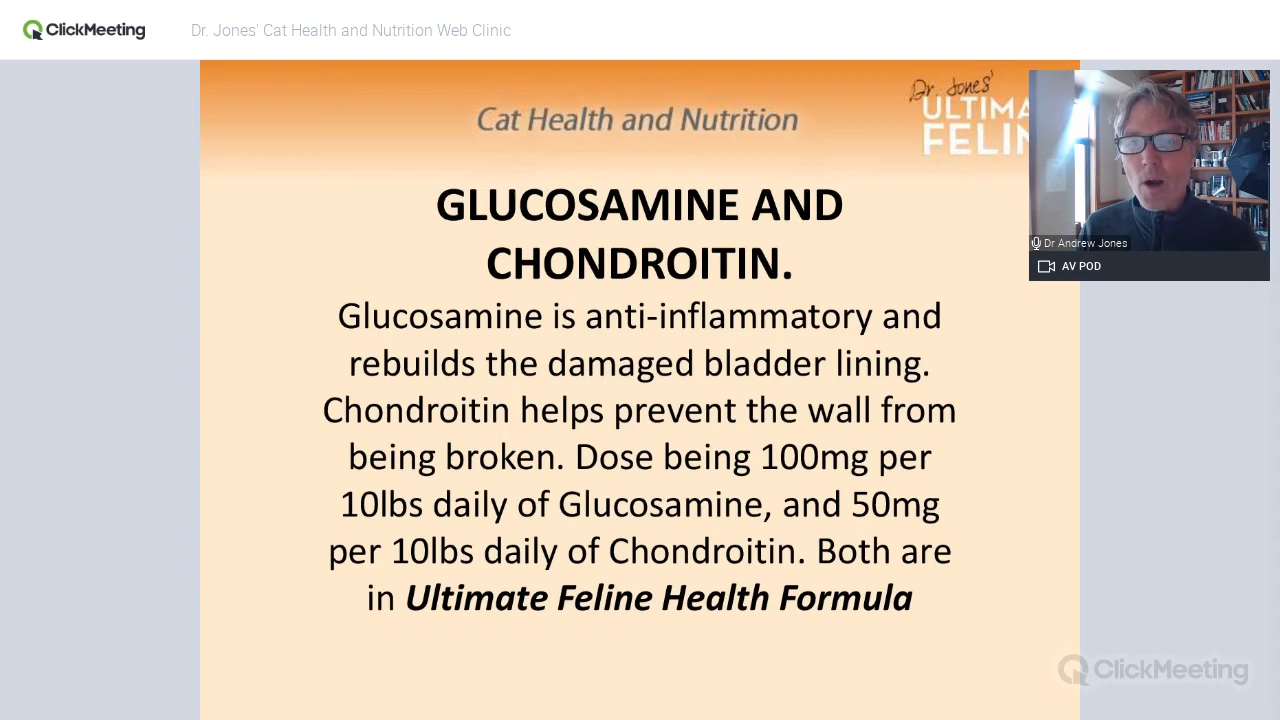 ClickMeeting
Dr. Jones' Cat Health and Nutrition Web Clinic
Cat Health and Nutrition
Dr. Jones'
ULTIMA
FELIN
GLUCOSAMINE AND
CHONDROITIN.
Glucosamine is anti-inflammatory and
rebuilds the damaged bladder lining.
Chondroitin helps prevent the wall from
being broken. Dose being 100mg per
10lbs daily of Glucosamine, and 50mg
per 10lbs daily of Chondroitin. Both are
in Ultimate Feline Health Formula
Dr Andrew Jones
AV POD
ClickMeeting